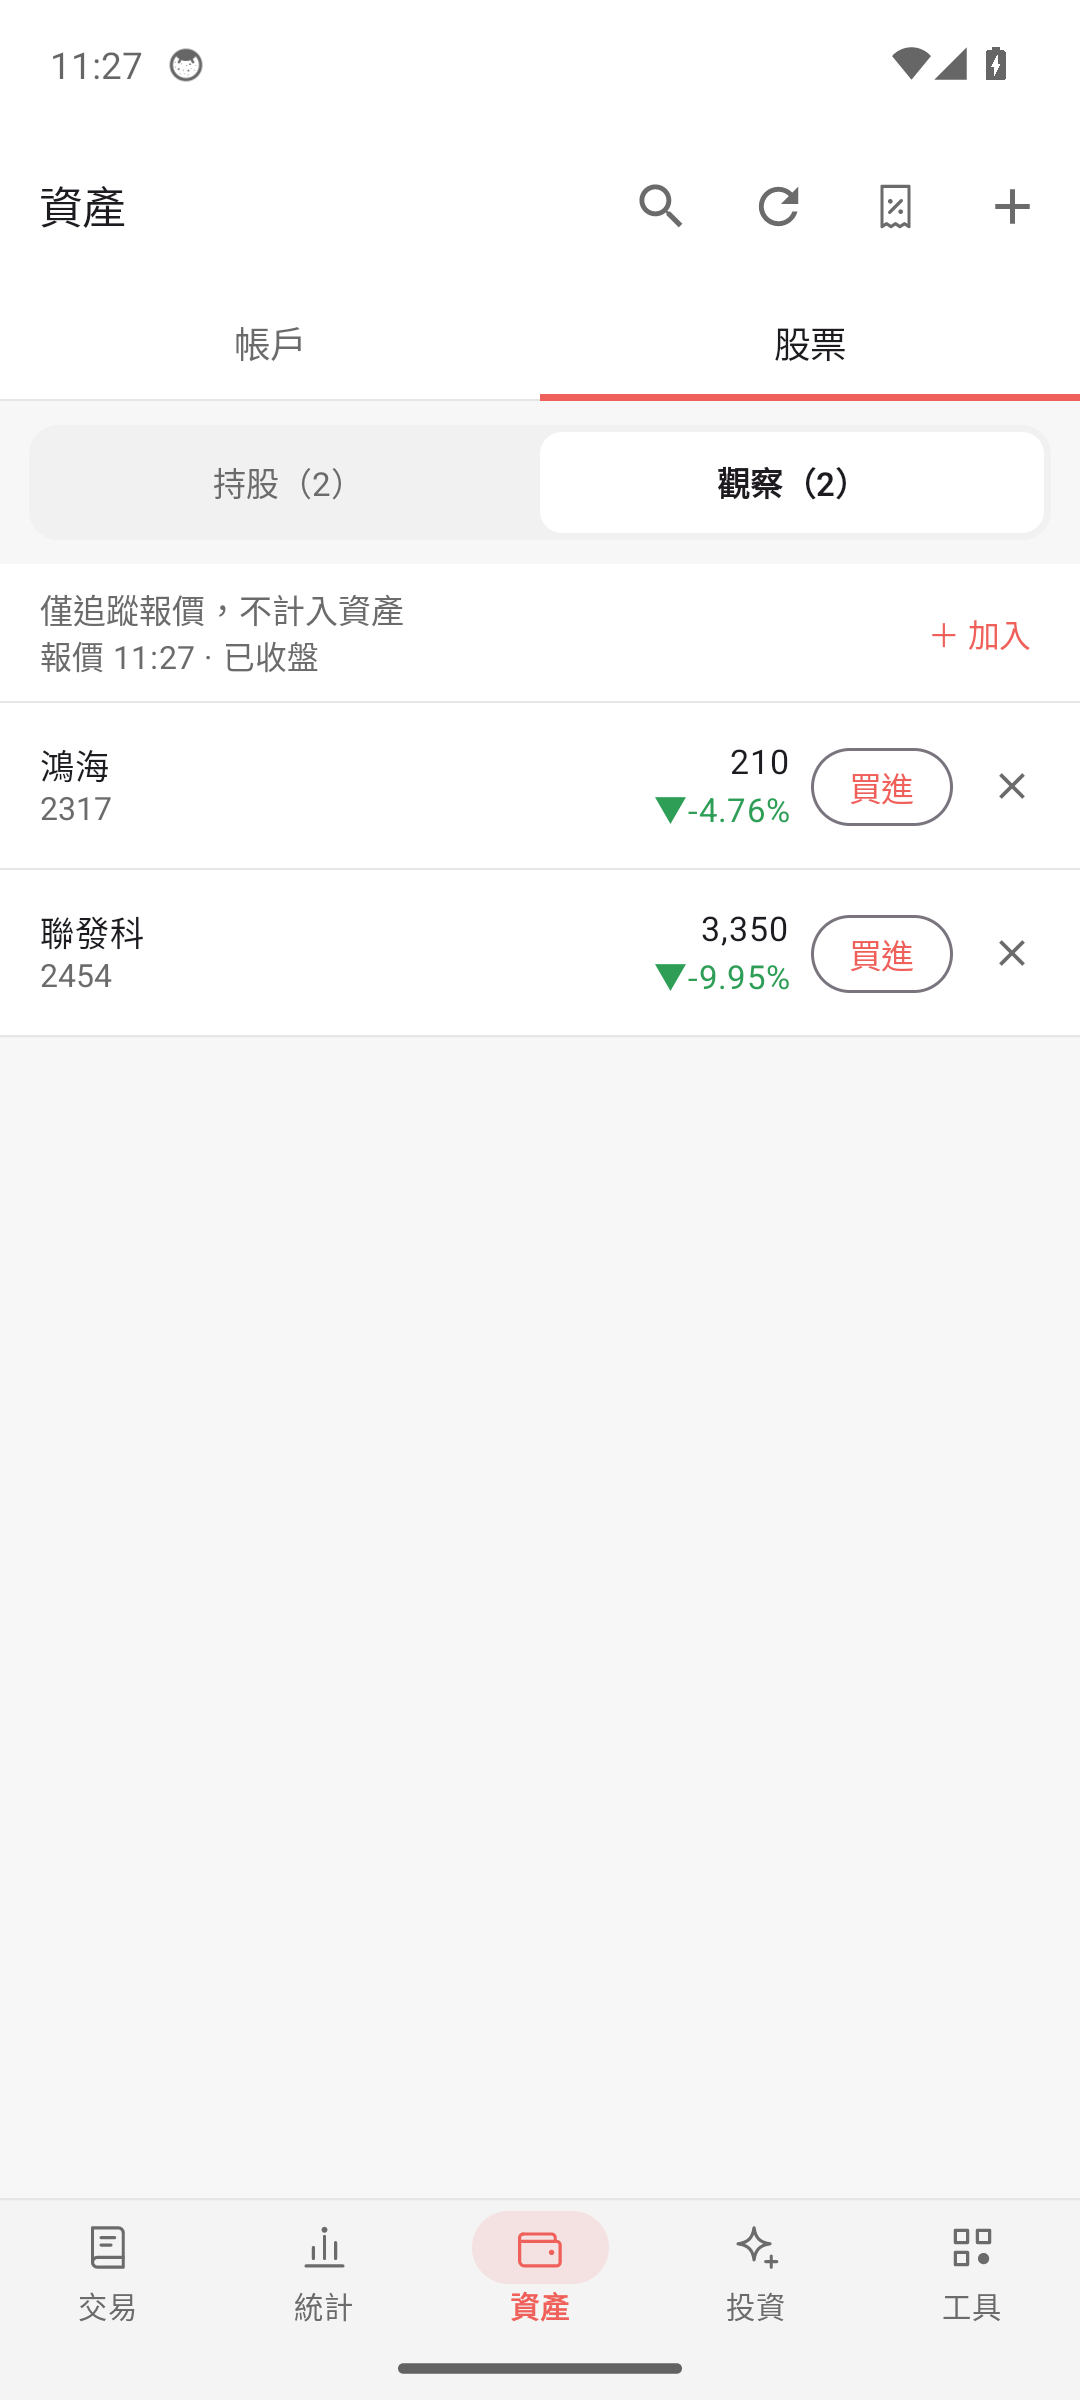 11:27
資產
帳戶
股票
持股（2）
觀察（2）
僅追蹤報價，不計入資產
報價 11:27 · 已收盤
＋ 加入
鴻海
2317
210
▼-4.76%
買進
聯發科
2454
3,350
▼-9.95%
買進
交易
統計
資產
投資
工具